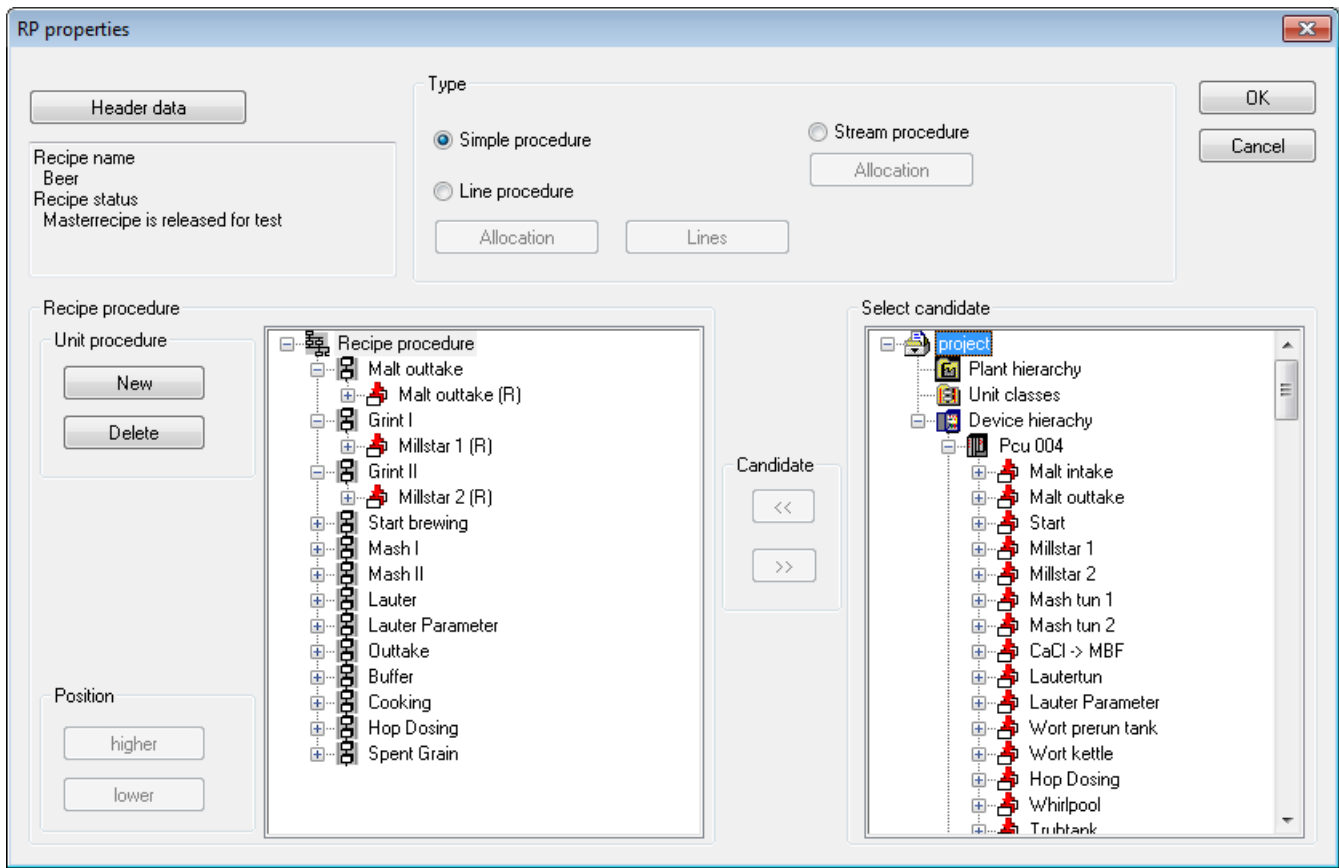 RP properties
Header data
Recipe name
Beer
Recipe status
Masterrecipe is released for test
Type
Simple procedure
Line procedure
Allocation
Lines
Stream procedure
Allocation
OK
Cancel
Recipe procedure
Unit procedure
New
Delete
Position
higher
lower
Recipe procedure
Malt outtake
Malt outtake (R)
Grint I
Millstar 1 (R)
Grint II
Millstar 2 (R)
Start brewing
Mash I
Mash II
Lauter
Lauter Parameter
Outtake
Buffer
Cooking
Hop Dosing
Spent Grain
Candidate
<<
>>
Select candidate
project
Plant hierarchy
Unit classes
Device hierachy
Pcu 004
Malt intake
Malt outtake
Start
Millstar 1
Millstar 2
Mash tun 1
Mash tun 2
CaCl -> MBF
Lautertun
Lauter Parameter
Wort prerun tank
Wort kettle
Hop Dosing
Whirlpool
Trubtank